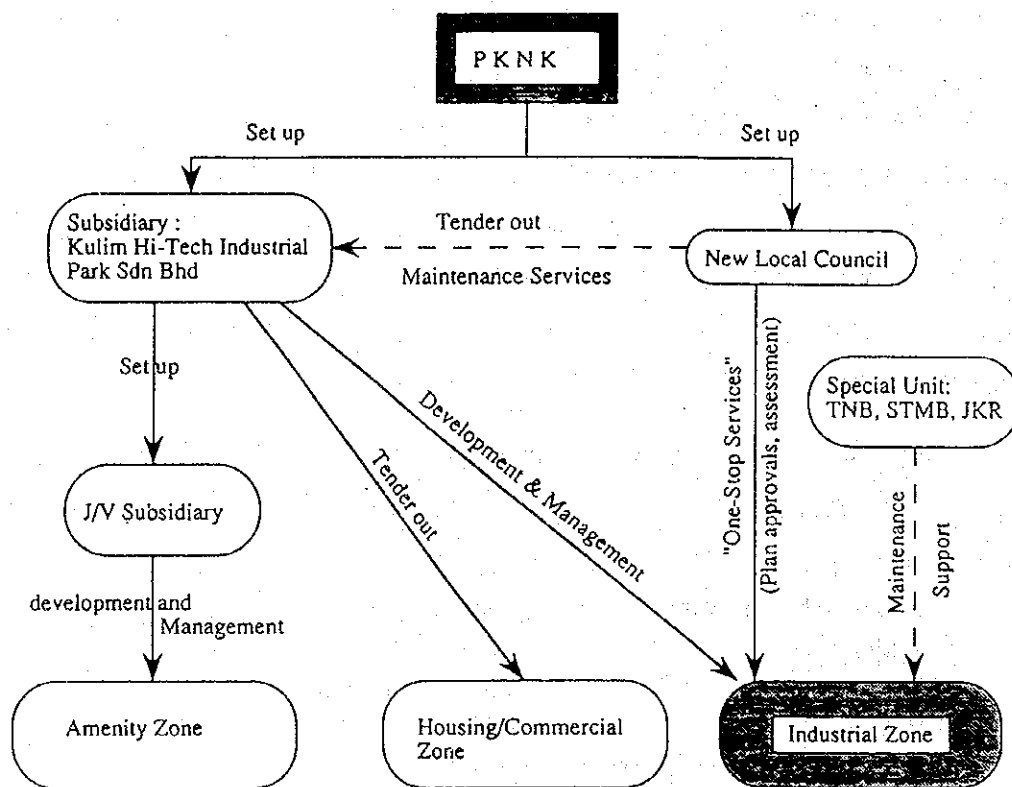 P K N K
Set up
Set up
Subsidiary :
Kulim Hi-Tech Industrial
Park Sdn Bhd
Tender out
Maintenance Services
New Local Council
Set up
Tender out
Development & Management
"One-Stop Services"
(Plan approvals, assessment)
Special Unit:
TNB, STMB, JKR
J/V Subsidiary
Maintenance
Support
development and
Management
Amenity Zone
Housing/Commercial
Zone
Industrial Zone